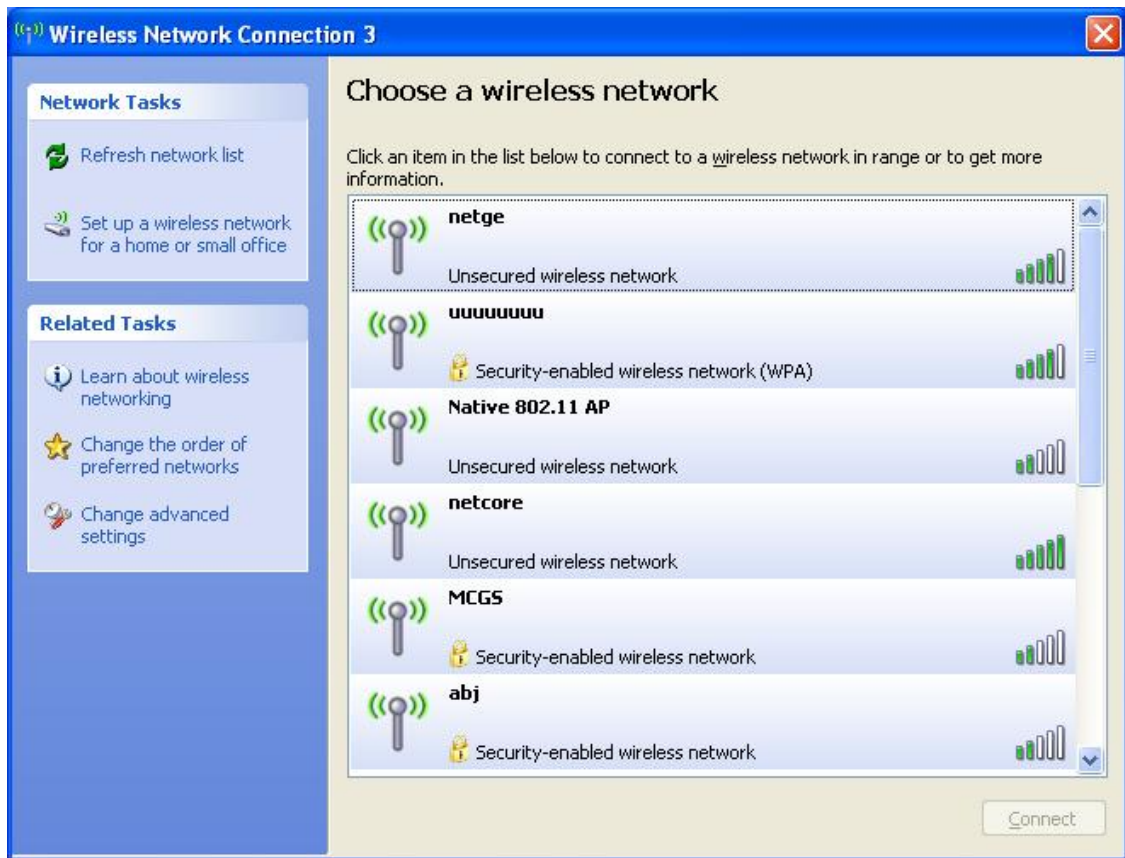 Wireless Network Connection 3
Network Tasks
Refresh network list
Set up a wireless network
for a home or small office
Related Tasks
Learn about wireless
networking
Change the order of
preferred networks
Change advanced
settings
Choose a wireless network
Click an item in the list below to connect to a wireless network in range or to get more
information.
netge
Unsecured wireless network
uuuuuuuu
Security-enabled wireless network (WPA)
Native 802.11 AP
Unsecured wireless network
netcore
Unsecured wireless network
MCGS
Security-enabled wireless network
abj
Security-enabled wireless network
Connect